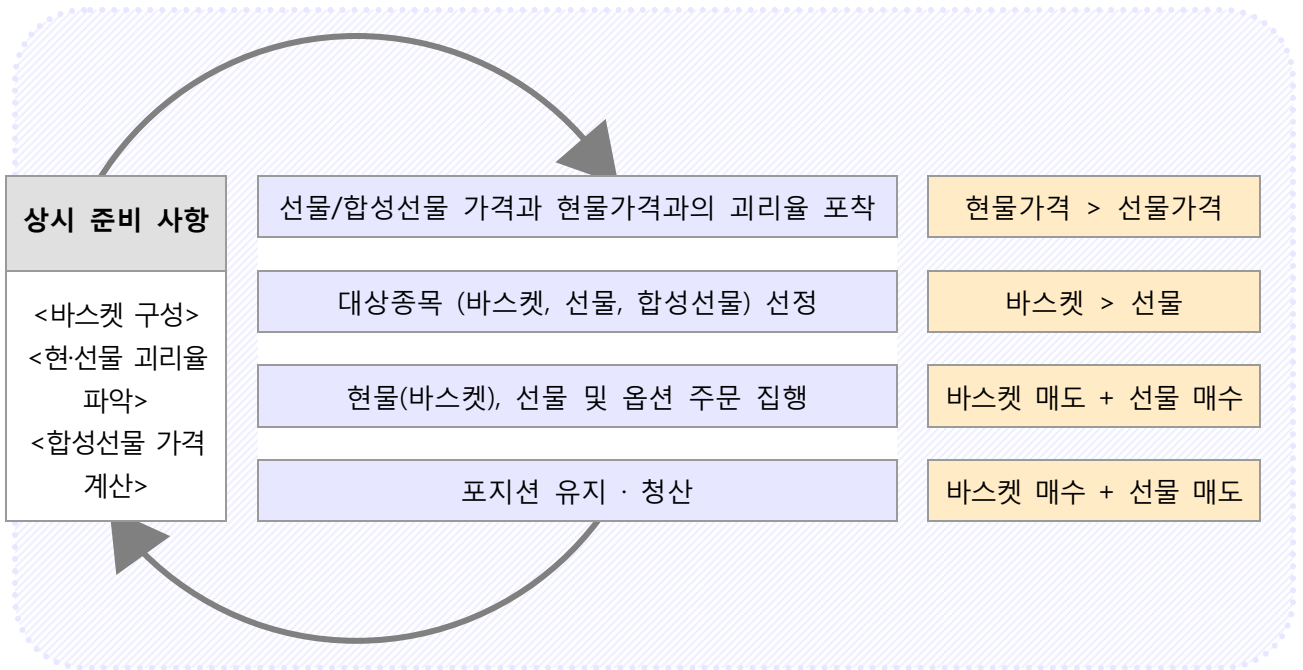 상시 준비 사항
<바스켓 구성>
<현·선물 괴리율
파악>
<합성선물 가격
계산>
선물/합성선물 가격과 현물가격과의 괴리율 포착
현물가격 > 선물가격
대상종목 (바스켓, 선물, 합성선물) 선정
바스켓 > 선물
현물(바스켓), 선물 및 옵션 주문 집행
바스켓 매도 + 선물 매수
포지션 유지 · 청산
바스켓 매수 + 선물 매도